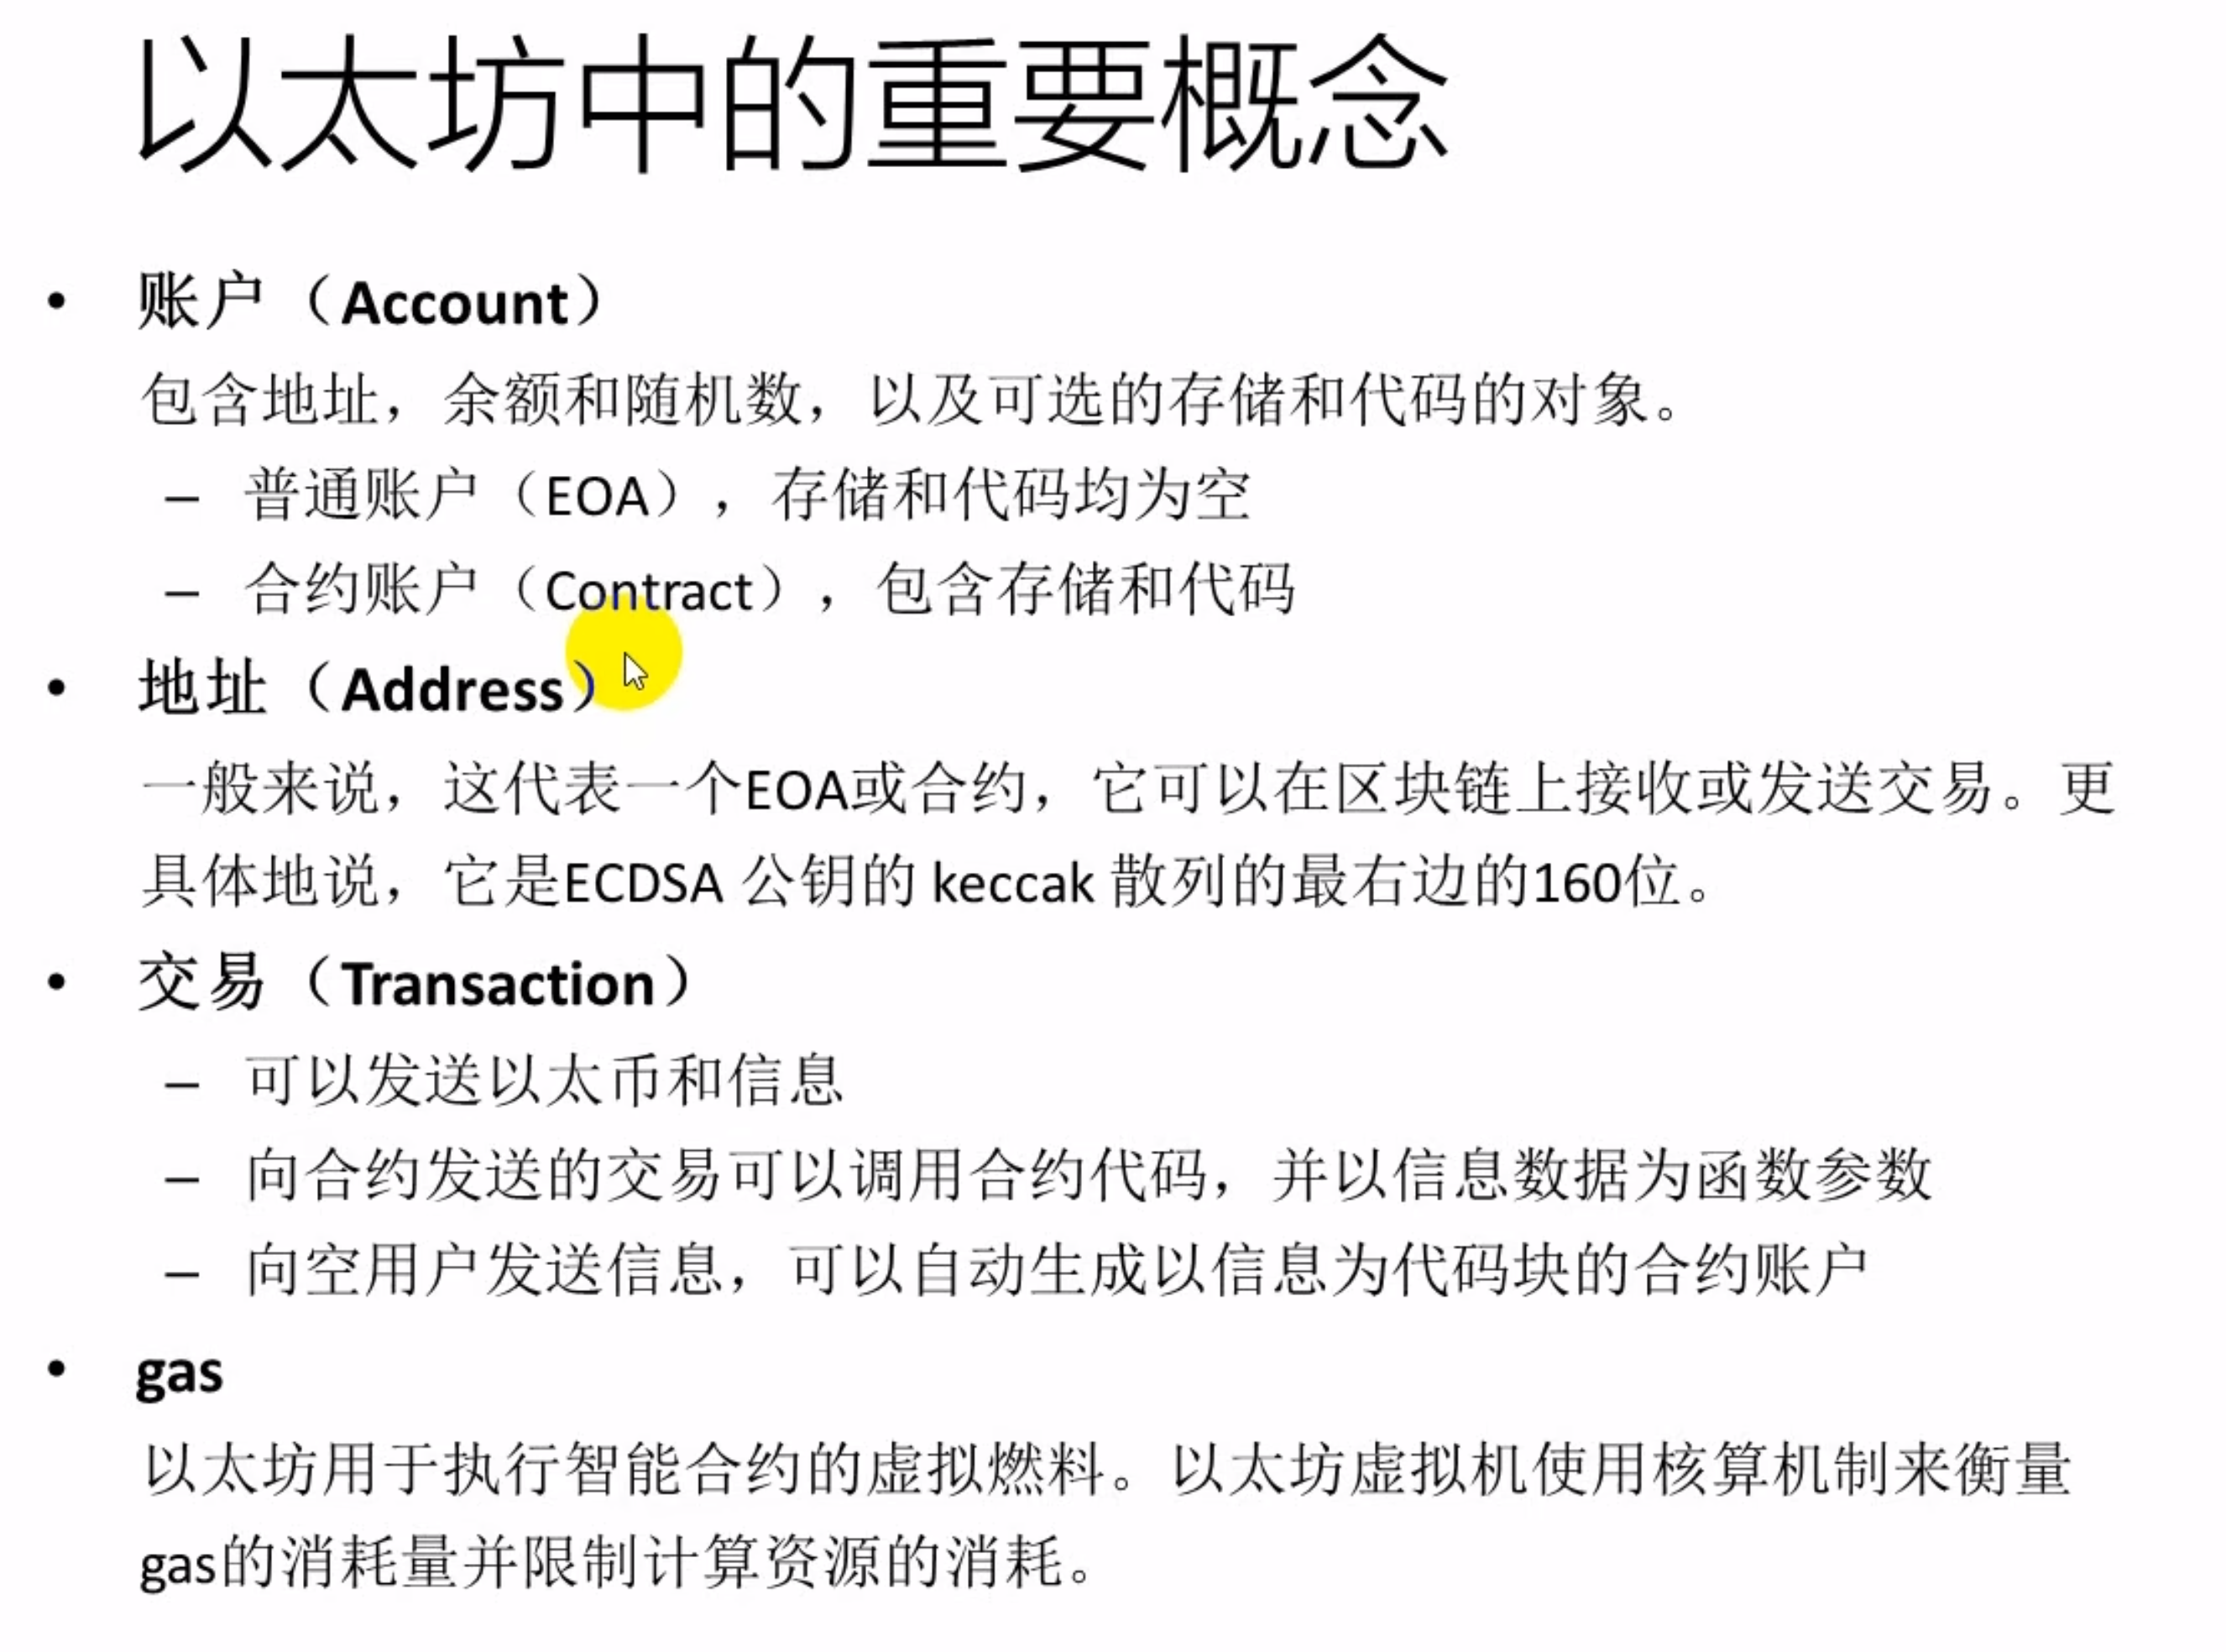 以太坊中的重要概念
• 账户（Account）
包含地址，余额和随机数，以及可选的存储和代码的对象。
– 普通账户（EOA），存储和代码均为空
– 合约账户（Contract），包含存储和代码
• 地址（Address）
一般来说，这代表一个EOA或合约，它可以在区块链上接收或发送交易。更
具体地说，它是ECDSA 公钥的 keccak 散列的最右边的160位。
• 交易（Transaction）
– 可以发送以太币和信息
– 向合约发送的交易可以调用合约代码，并以信息数据为函数参数
– 向空用户发送信息，可以自动生成以信息为代码块的合约账户
• gas
以太坊用于执行智能合约的虚拟燃料。以太坊虚拟机使用核算机制来衡量
gas的消耗量并限制计算资源的消耗。